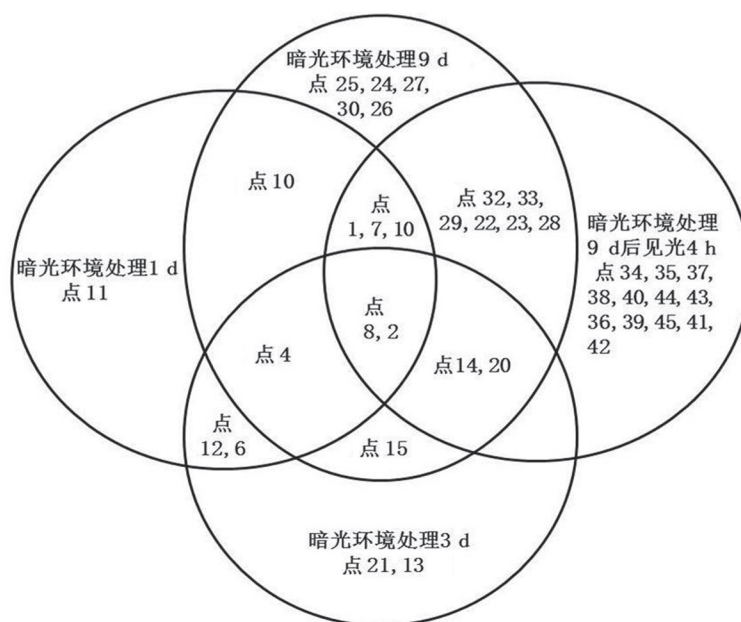 暗光环境处理9 d
点 25, 24, 27,
30, 26
点 10
点
1, 7, 10
点 32, 33,
29, 22, 23, 28
暗光环境处理
9 d后见光4 h
点 34, 35, 37,
38, 40, 44, 43,
36, 39, 45, 41,
42
暗光环境处理1 d
点 11
点
8, 2
点 4
点14, 20
点
12, 6
点 15
暗光环境处理3 d
点 21, 13